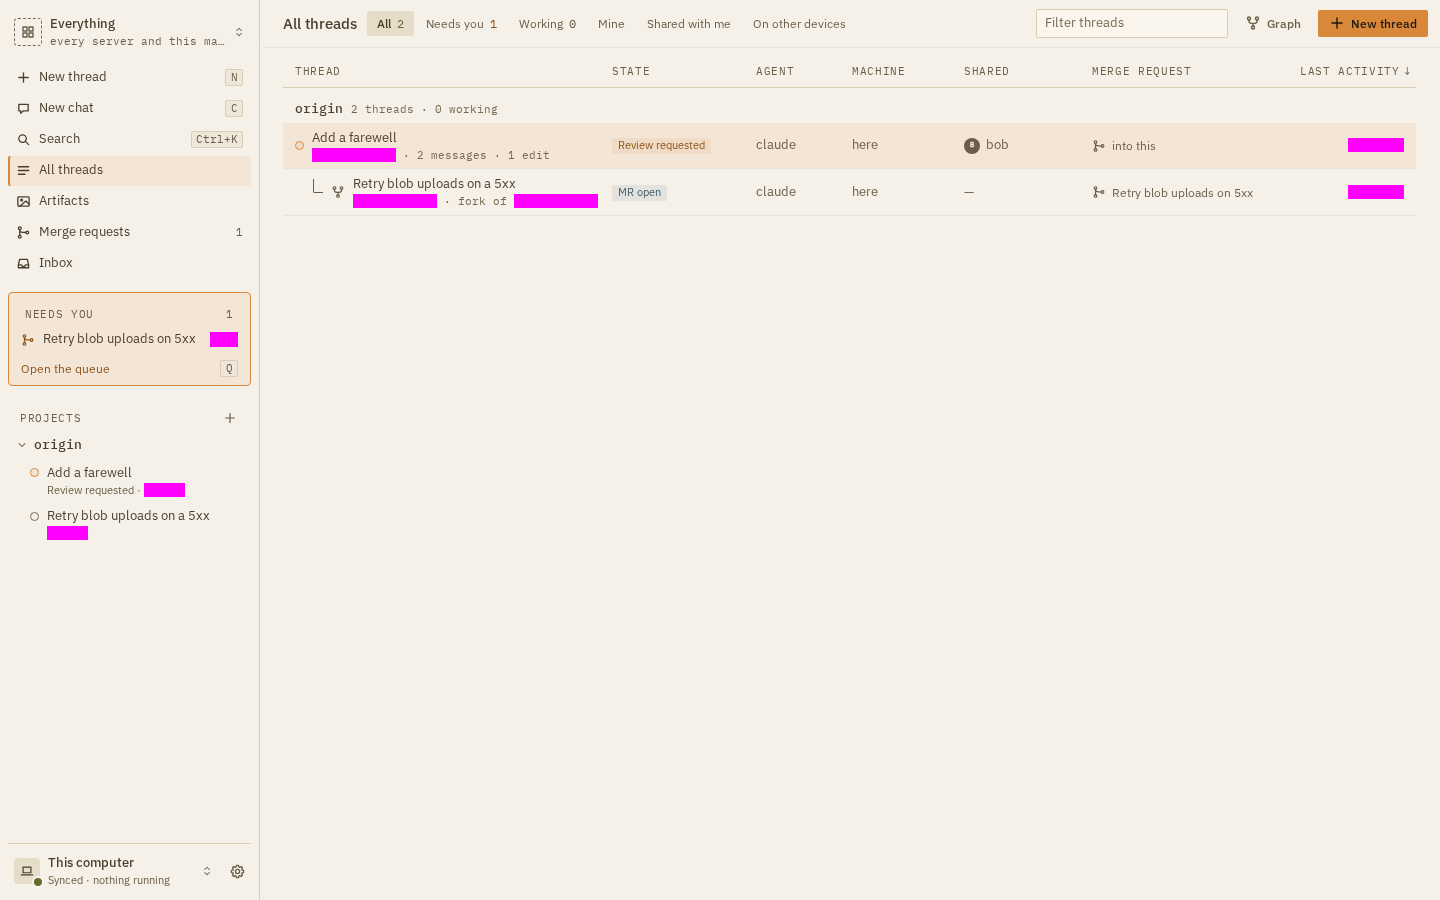 Everything
every server and this ma…
New thread N
New chat C
Search Ctrl+K
All threads
Artifacts
Merge requests 1
Inbox
NEEDS YOU 1
Retry blob uploads on 5xx
Open the queue Q
PROJECTS
origin
Add a farewell
Review requested ·
Retry blob uploads on a 5xx
This computer
Synced · nothing running
All threads All 2 Needs you 1 Working 0 Mine Shared with me On other devices Filter threads Graph New thread
THREAD STATE AGENT MACHINE SHARED MERGE REQUEST LAST ACTIVITY ↓
origin 2 threads · 0 working
Add a farewell
· 2 messages · 1 edit
Review requested claude here B bob into this
Retry blob uploads on a 5xx
· fork of
MR open claude here — Retry blob uploads on 5xx